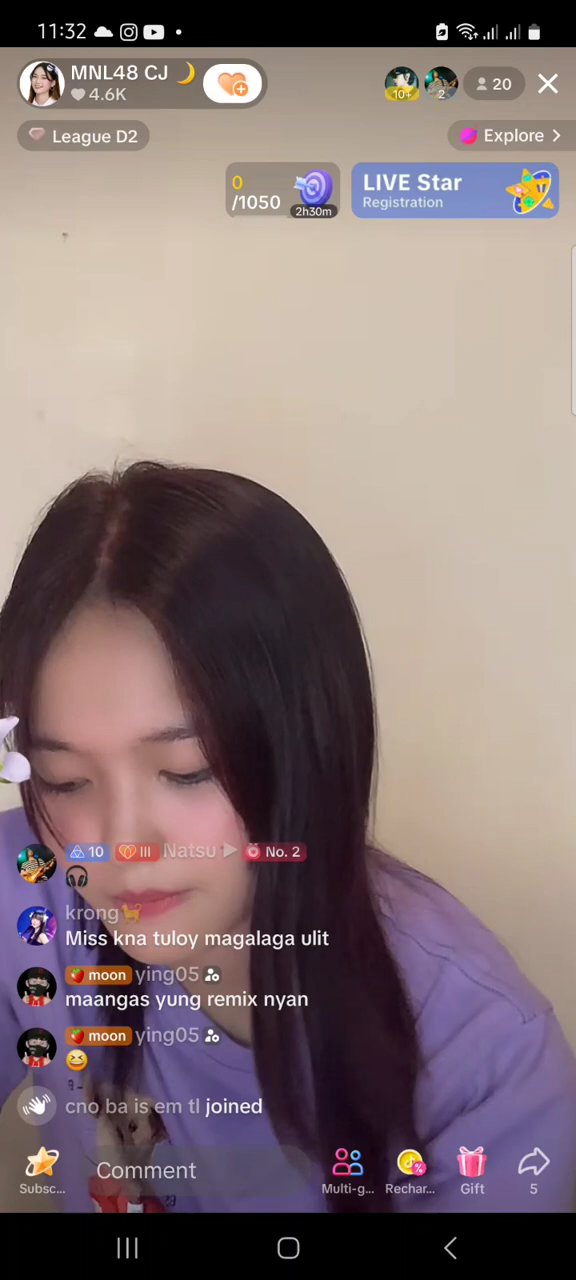 11:32
MNL48 CJ 🌙
4.6K
10+
2
20
League D2
Explore >
0
/1050
2h30m
LIVE Star
Registration
10 III Natsu No. 2
🎧
krong🐈
Miss kna tuloy magalaga ulit
🍓 moon ying05
maangas yung remix nyan
🍓 moon ying05
😆
cno ba is em tl joined
Comment
Subsc...
Multi-g...
Rechar...
Gift
5